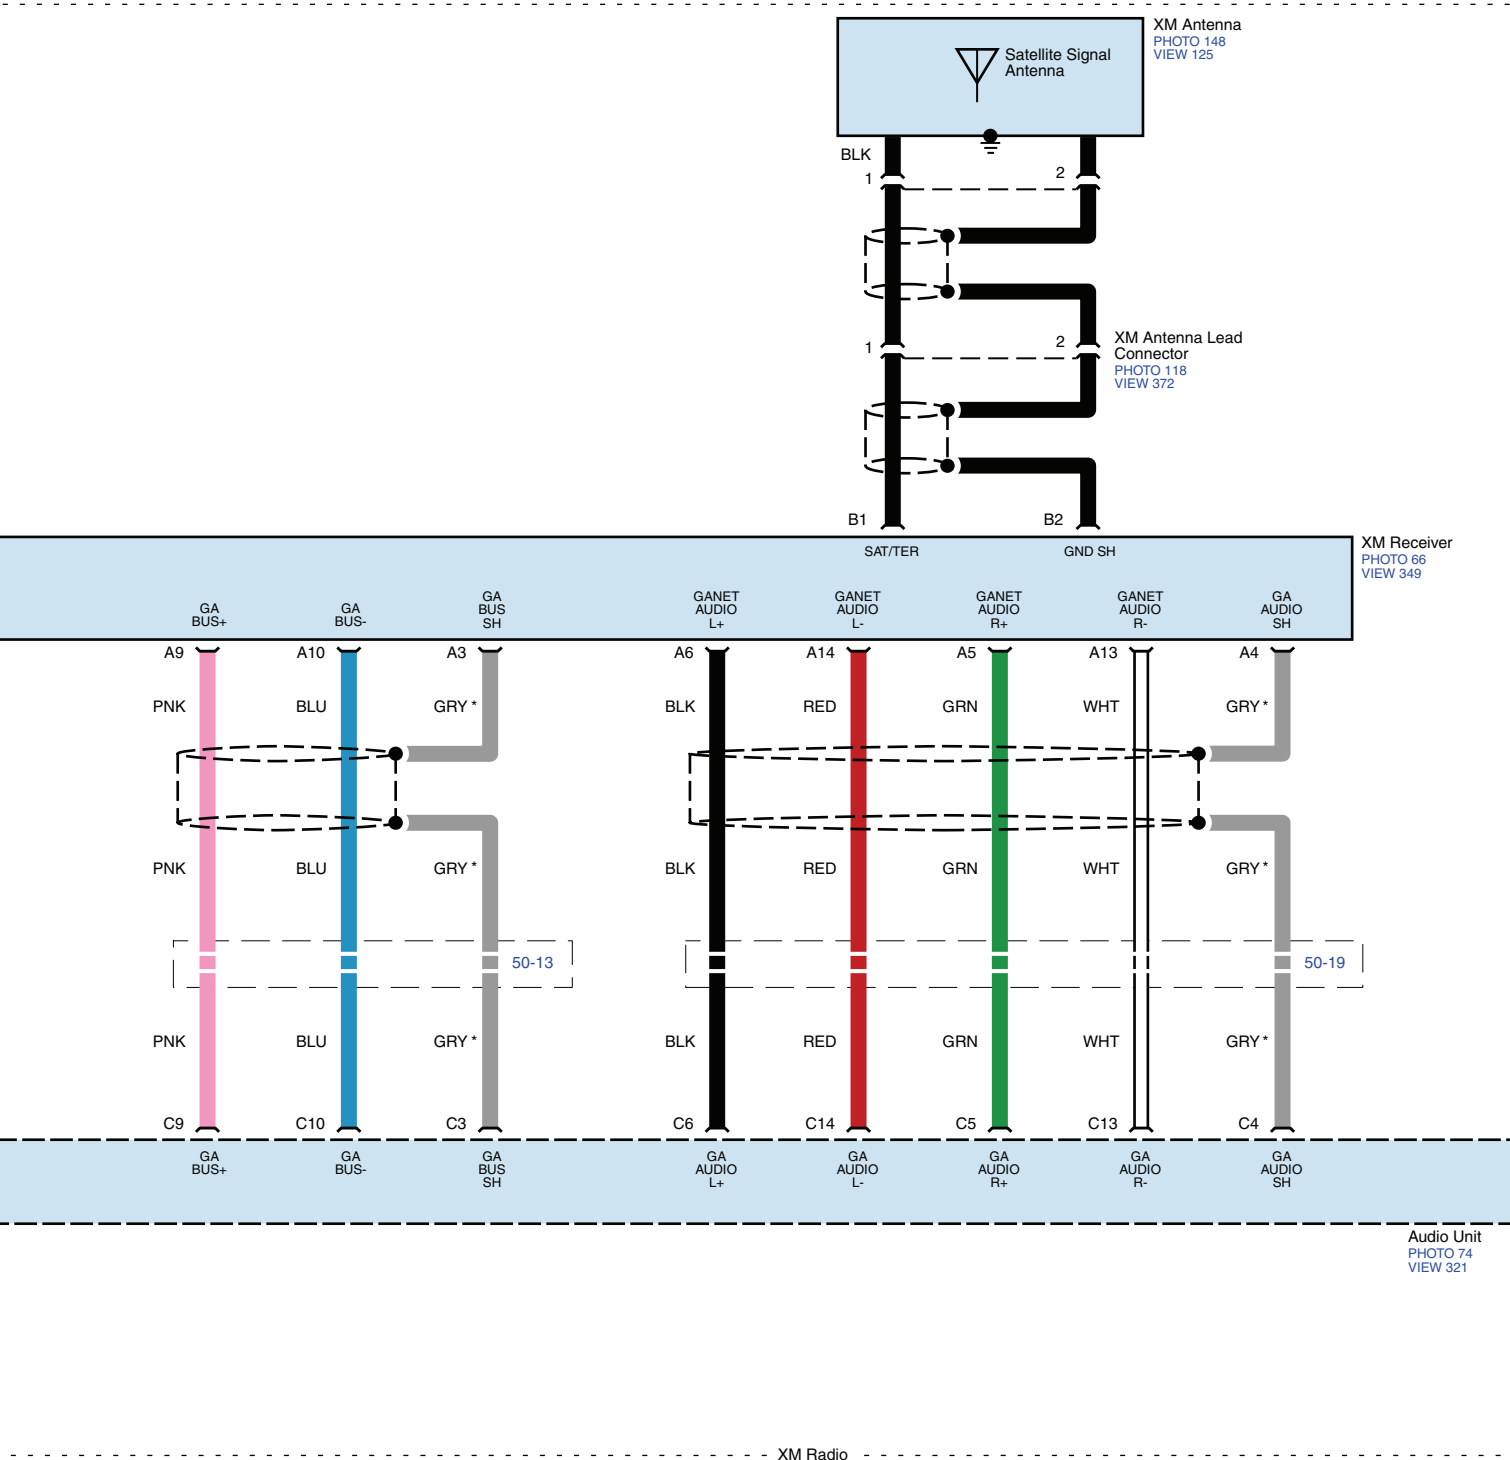 XM Antenna
PHOTO 148
VIEW 125
Satellite Signal
Antenna
BLK
1
2
1
2
XM Antenna Lead
Connector
PHOTO 118
VIEW 372
B1
B2
SAT/TER
GND SH
XM Receiver
PHOTO 66
VIEW 349
GA
BUS+
GA
BUS-
GA
BUS
SH
GANET
AUDIO
L+
GANET
AUDIO
L-
GANET
AUDIO
R+
GANET
AUDIO
R-
GA
AUDIO
SH
A9
A10
A3
A6
A14
A5
A13
A4
PNK
BLU
GRY *
BLK
RED
GRN
WHT
GRY *
PNK
BLU
GRY *
BLK
RED
GRN
WHT
GRY *
50-13
50-19
PNK
BLU
GRY *
BLK
RED
GRN
WHT
GRY *
C9
C10
C3
C6
C14
C5
C13
C4
GA
BUS+
GA
BUS-
GA
BUS
SH
GA
AUDIO
L+
GA
AUDIO
L-
GA
AUDIO
R+
GA
AUDIO
R-
GA
AUDIO
SH
Audio Unit
PHOTO 74
VIEW 321
XM Radio